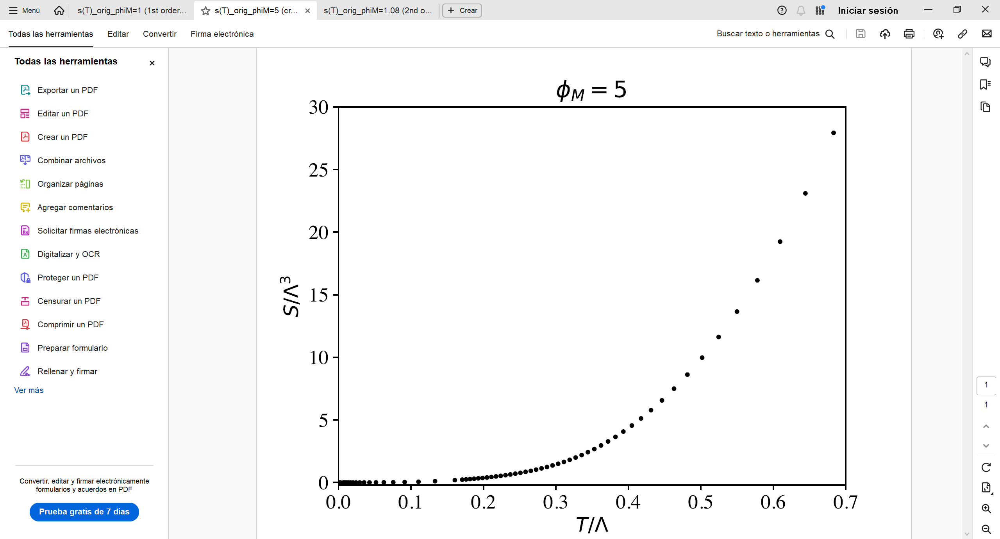 Menú
s(T)_orig_phiM=1 (1st order...
s(T)_orig_phiM=5 (cr...
s(T)_orig_phiM=1.08 (2nd o...
Crear
Iniciar sesión
Todas las herramientas
Editar
Convertir
Firma electrónica
Buscar texto o herramientas
Todas las herramientas
Exportar un PDF
Editar un PDF
Crear un PDF
Combinar archivos
Organizar páginas
Agregar comentarios
Solicitar firmas electrónicas
Digitalizar y OCR
Proteger un PDF
Censurar un PDF
Comprimir un PDF
Preparar formulario
Rellenar y firmar
Ver más
Convertir, editar y firmar electrónicamente
formularios y acuerdos en PDF
Prueba gratis de 7 días
ϕ_M = 5
30
25
20
15
10
5
0
S/Λ³
0.0 0.1 0.2 0.3 0.4 0.5 0.6 0.7
T/Λ
1
1